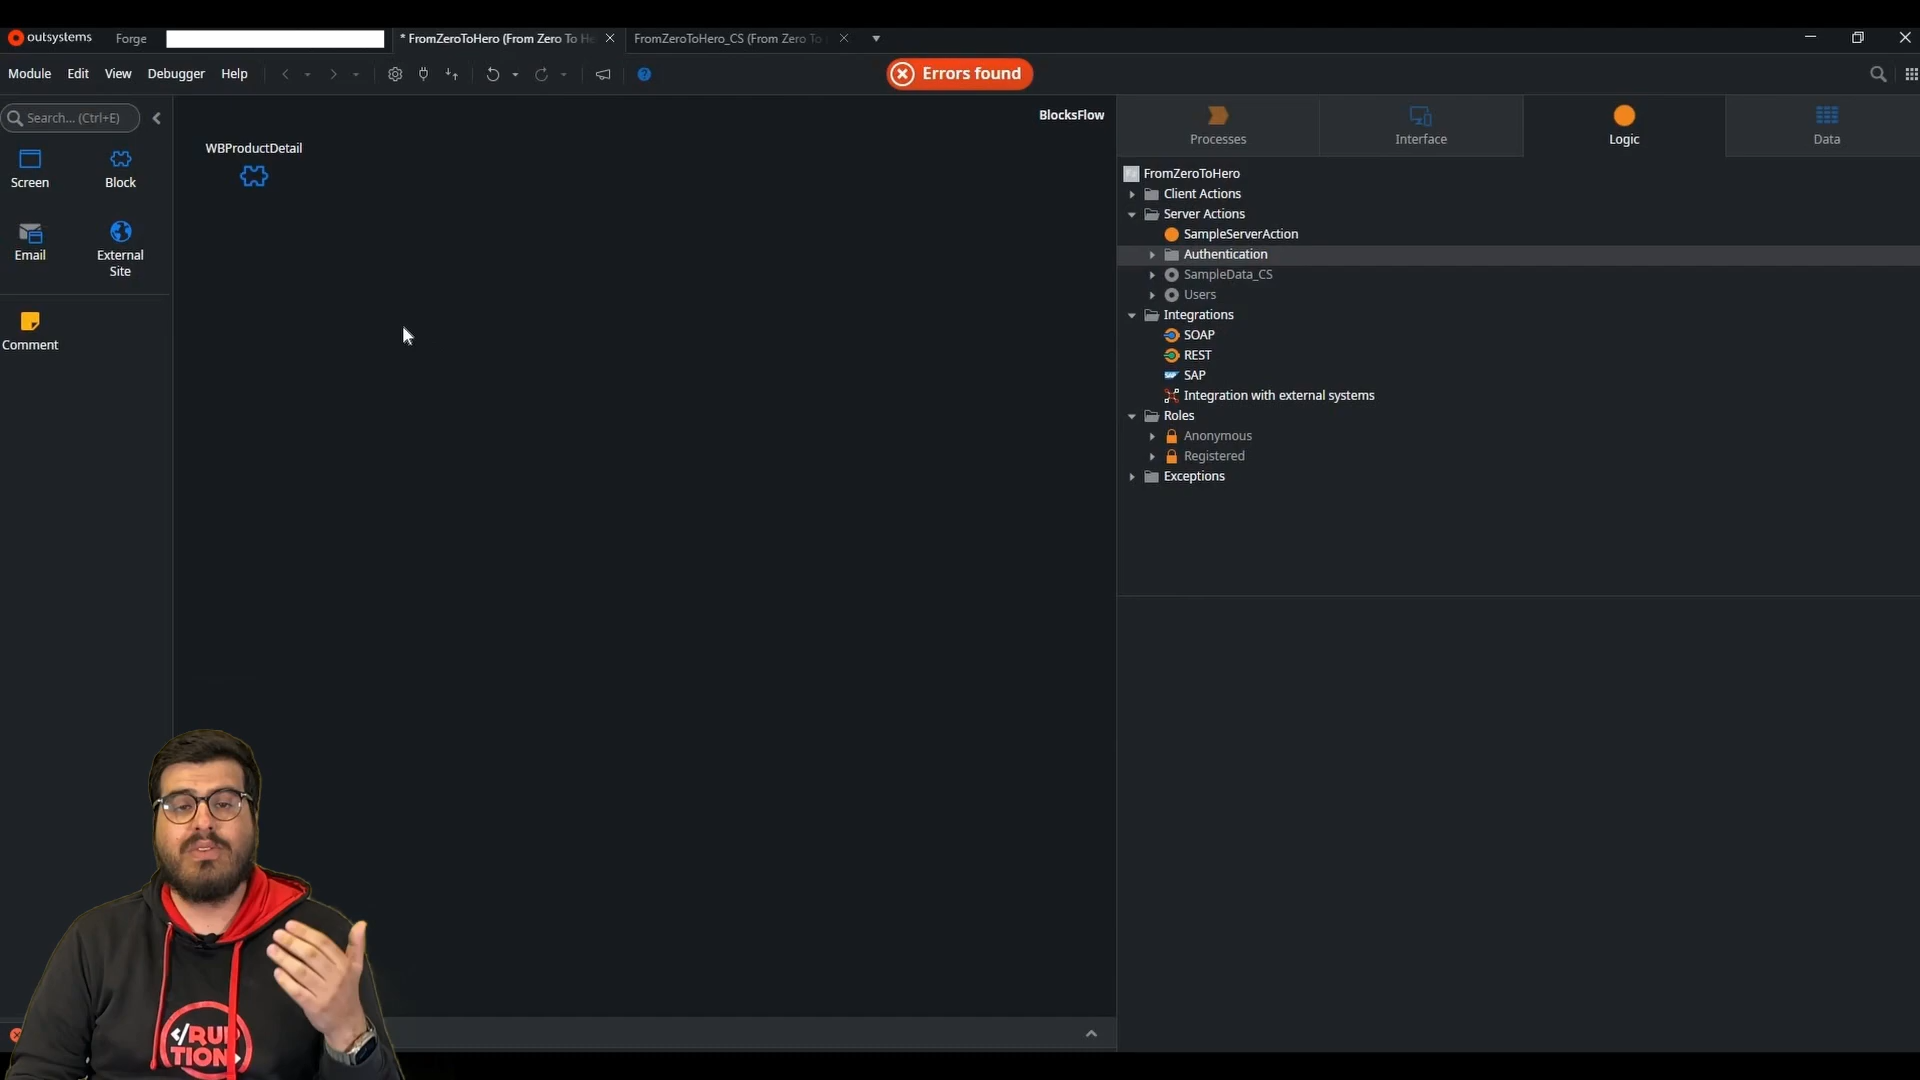 outsystems
Forge
* FromZeroToHero (From Zero To He
FromZeroToHero_CS (From Zero To
Module
Edit
View
Debugger
Help
Errors found
Search... (Ctrl+E)
Screen
Block
Email
External
Site
Comment
BlocksFlow
WBProductDetail
Processes
Interface
Logic
Data
FromZeroToHero
Client Actions
Server Actions
SampleServerAction
Authentication
SampleData_CS
Users
Integrations
SOAP
REST
SAP
Integration with external systems
Roles
Anonymous
Registered
Exceptions
</RUP
TION>